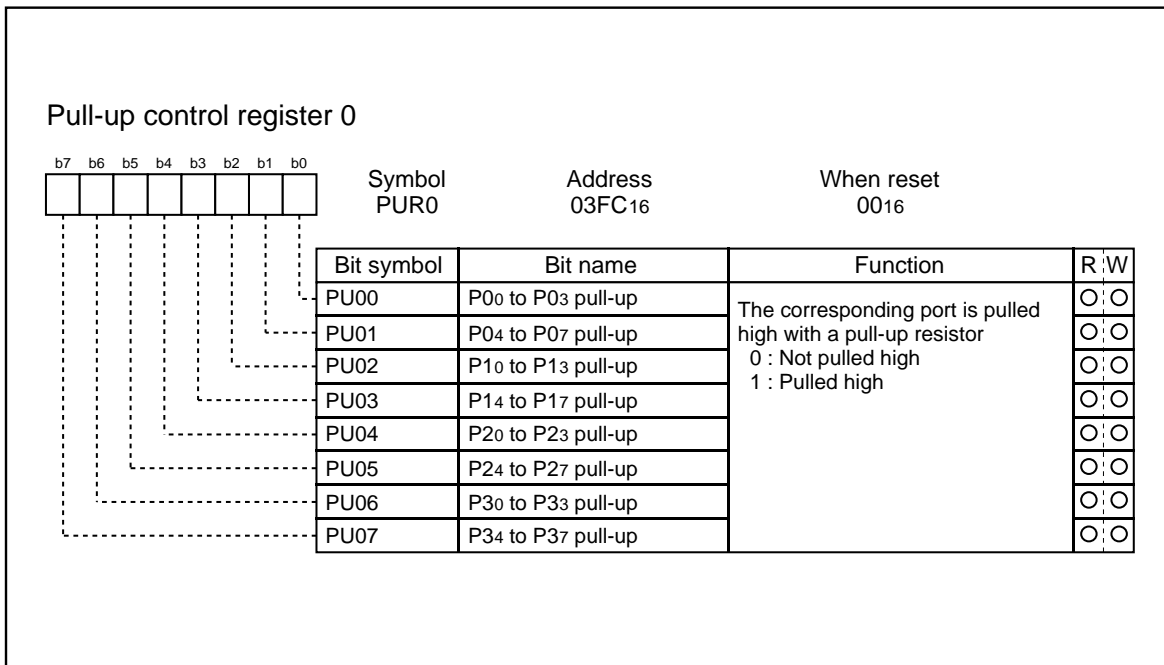 Pull-up control register 0
b7 b6 b5 b4 b3 b2 b1 b0
Symbol Address When reset
PUR0 03FC16 0016
Bit symbol Bit name Function R W
PU00 P00 to P03 pull-up
The corresponding port is pulled
high with a pull-up resistor
0 : Not pulled high
1 : Pulled high
PU01 P04 to P07 pull-up
PU02 P10 to P13 pull-up
PU03 P14 to P17 pull-up
PU04 P20 to P23 pull-up
PU05 P24 to P27 pull-up
PU06 P30 to P33 pull-up
PU07 P34 to P37 pull-up